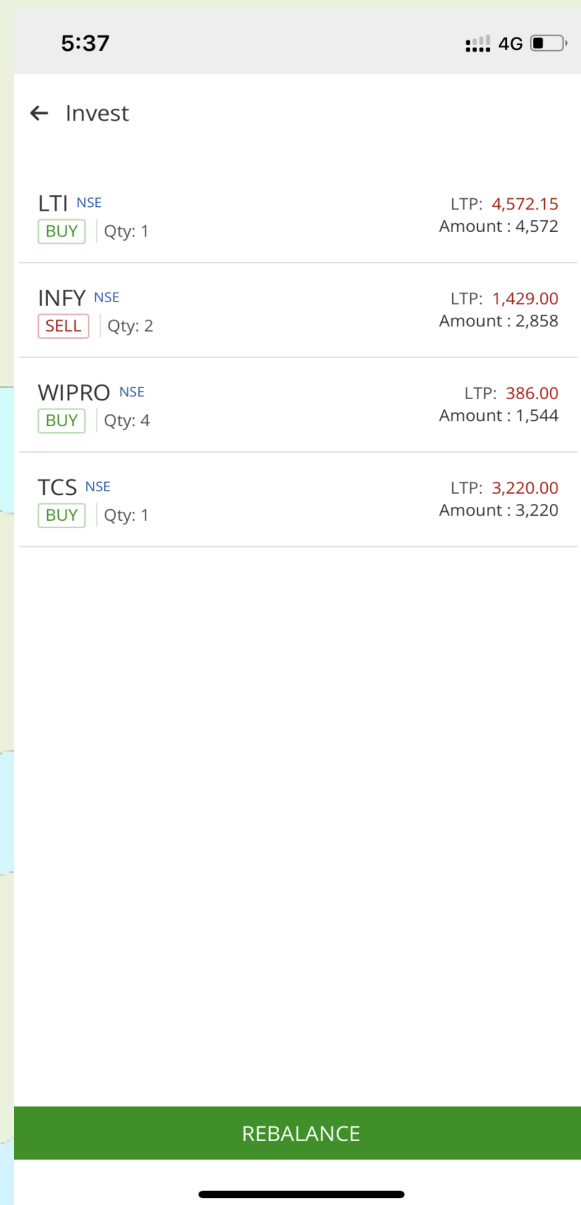 5:37 4G
← Invest
LTI NSE LTP: 4,572.15
BUY Qty: 1 Amount : 4,572
INFY NSE LTP: 1,429.00
SELL Qty: 2 Amount : 2,858
WIPRO NSE LTP: 386.00
BUY Qty: 4 Amount : 1,544
TCS NSE LTP: 3,220.00
BUY Qty: 1 Amount : 3,220
REBALANCE